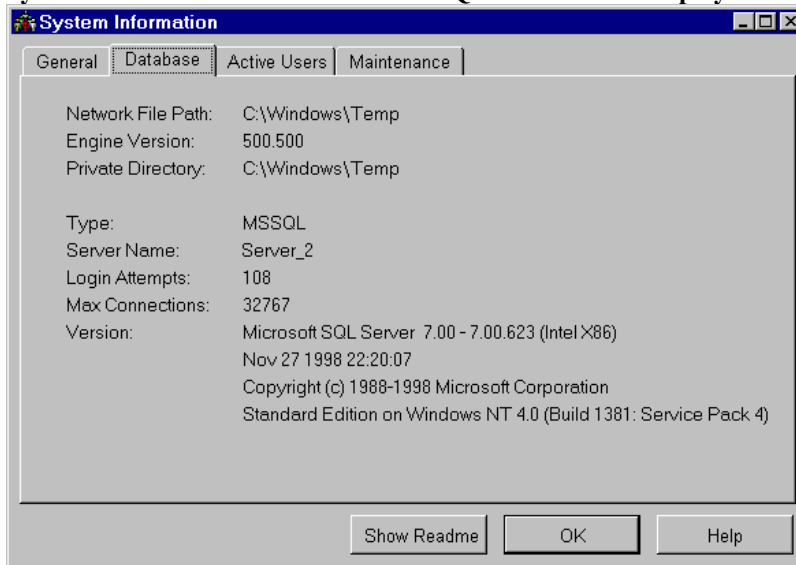 System Information
General Database Active Users Maintenance
Network File Path: C:\Windows\Temp
Engine Version: 500.500
Private Directory: C:\Windows\Temp
Type: MSSQL
Server Name: Server_2
Login Attempts: 108
Max Connections: 32767
Version: Microsoft SQL Server 7.00 - 7.00.623 (Intel X86)
Nov 27 1998 22:20:07
Copyright (c) 1988-1998 Microsoft Corporation
Standard Edition on Windows NT 4.0 (Build 1381: Service Pack 4)
Show Readme OK Help